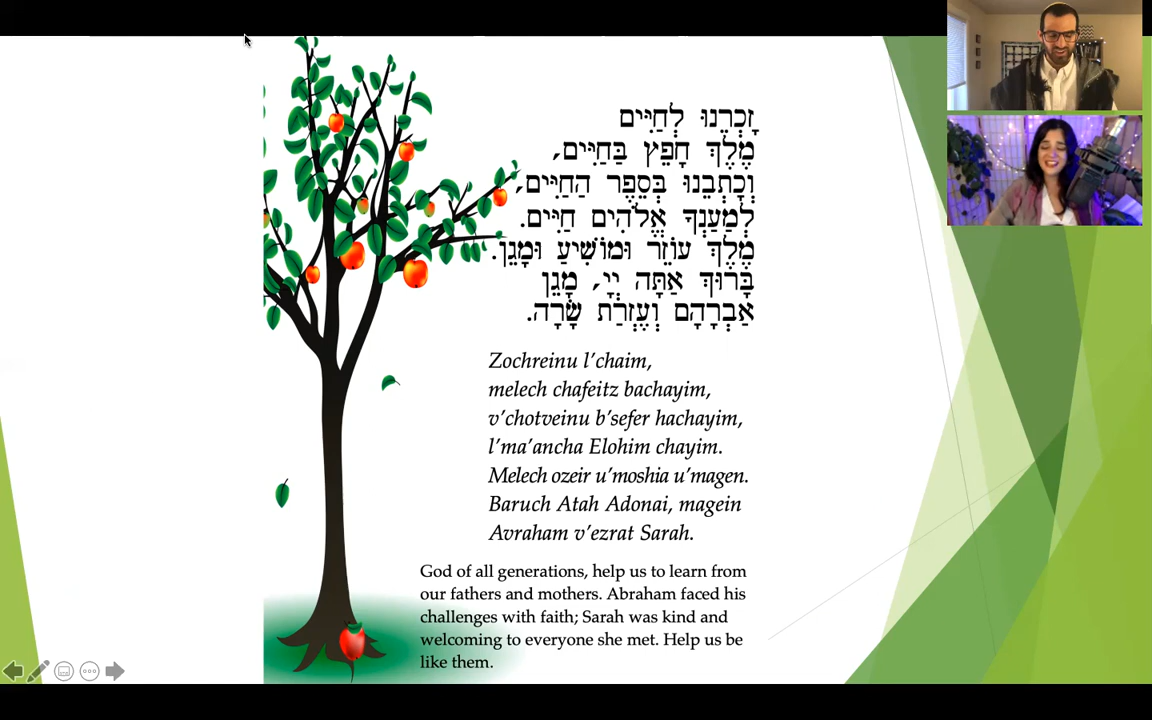 זָכְרֵנוּ לְחַיִּים
מֶלֶךְ חָפֵץ בַּחַיִּים,
וְכָתְבֵנוּ בְּסֵפֶר הַחַיִּים,
לְמַעַנְךָ אֱלֹהִים חַיִּים.
מֶלֶךְ עוֹזֵר וּמוֹשִׁיעַ וּמָגֵן.
בָּרוּךְ אַתָּה יְיָ, מָגֵן
אַבְרָהָם וְעֶזְרַת שָׂרָה.
Zochreinu l’chaim,
melech chafeitz bachayim,
v’chotveinu b’sefer hachayim,
l’ma’ancha Elohim chayim.
Melech ozeir u’moshia u’magen.
Baruch Atah Adonai, magein
Avraham v’ezrat Sarah.
God of all generations, help us to learn from
our fathers and mothers. Abraham faced his
challenges with faith; Sarah was kind and
welcoming to everyone she met. Help us be
like them.